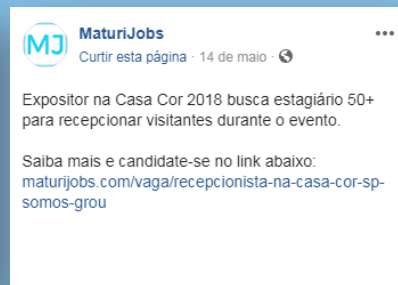 MJ
MaturiJobs
Curtir esta página · 14 de maio ·
Expositor na Casa Cor 2018 busca estagiário 50+
para recepcionar visitantes durante o evento.
Saiba mais e candidate-se no link abaixo:
maturijobs.com/vaga/recepcionista-na-casa-cor-sp-
somos-grou